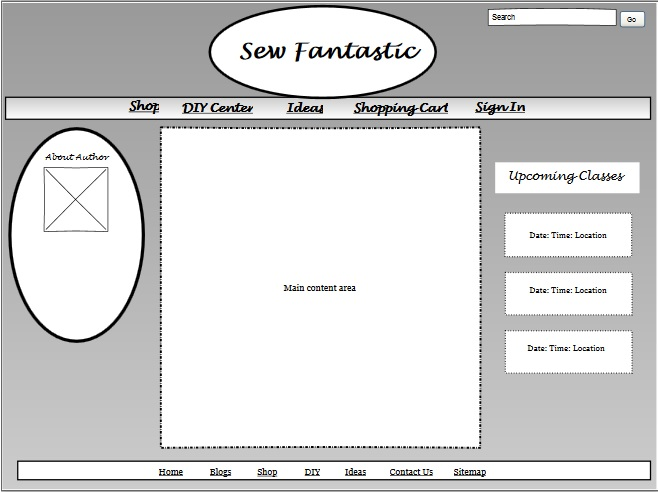 Search Go
Sew Fantastic
Shop DIY Center Ideas Shopping Cart Sign In
About Author
Upcoming Classes
Date: Time: Location
Main content area
Date: Time: Location
Date: Time: Location
Home Blogs Shop DIY Ideas Contact Us Sitemap